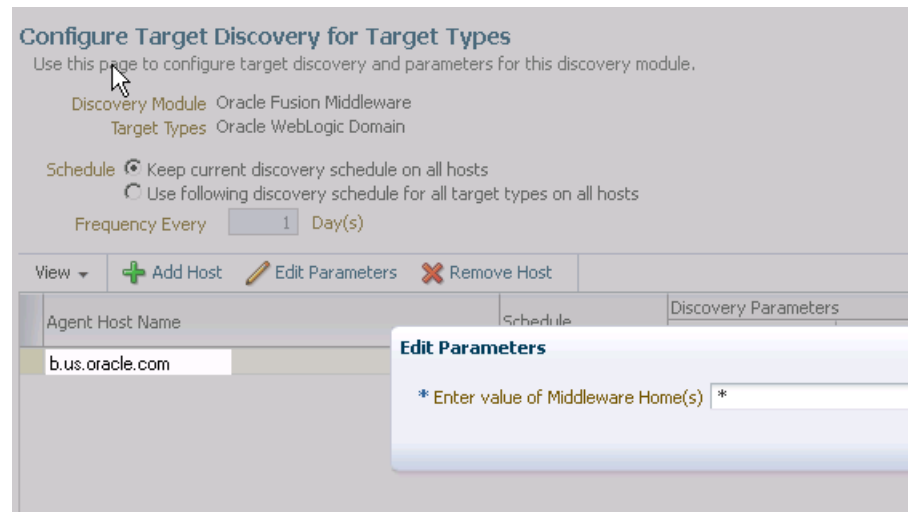 Configure Target Discovery for Target Types
Use this page to configure target discovery and parameters for this discovery module.
Discovery Module Oracle Fusion Middleware
Target Types Oracle WebLogic Domain
Schedule Keep current discovery schedule on all hosts
Use following discovery schedule for all target types on all hosts
Frequency Every 1 Day(s)
View Add Host Edit Parameters Remove Host
Agent Host Name Schedule Discovery Parameters
b.us.oracle.com
Edit Parameters
* Enter value of Middleware Home(s) *